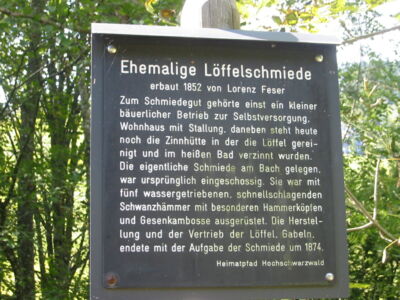 Ehemalige Löffelschmiede
erbaut 1852 von Lorenz Feser
Zum Schmiedegut gehörte einst ein kleiner
bäuerlicher Betrieb zur Selbstversorgung.
Wohnhaus mit Stallung, daneben steht heute
noch die Zinnhütte in der die Löffel gerei-
nigt und im heißen Bad verzinnt wurden.
Die eigentliche Schmiede am Bach gelegen,
war ursprünglich eingeschossig. Sie war mit
fünf wassergetriebenen, schnellschlagenden
Schwanzhämmer mit besonderen Hammerköpfen
und Gesenkambosse ausgerüstet. Die Herstel-
lung und der Vertrieb der Löffel, Gabeln,
endete mit der Aufgabe der Schmiede um 1874.
Heimatpfad Hochschwarzwald